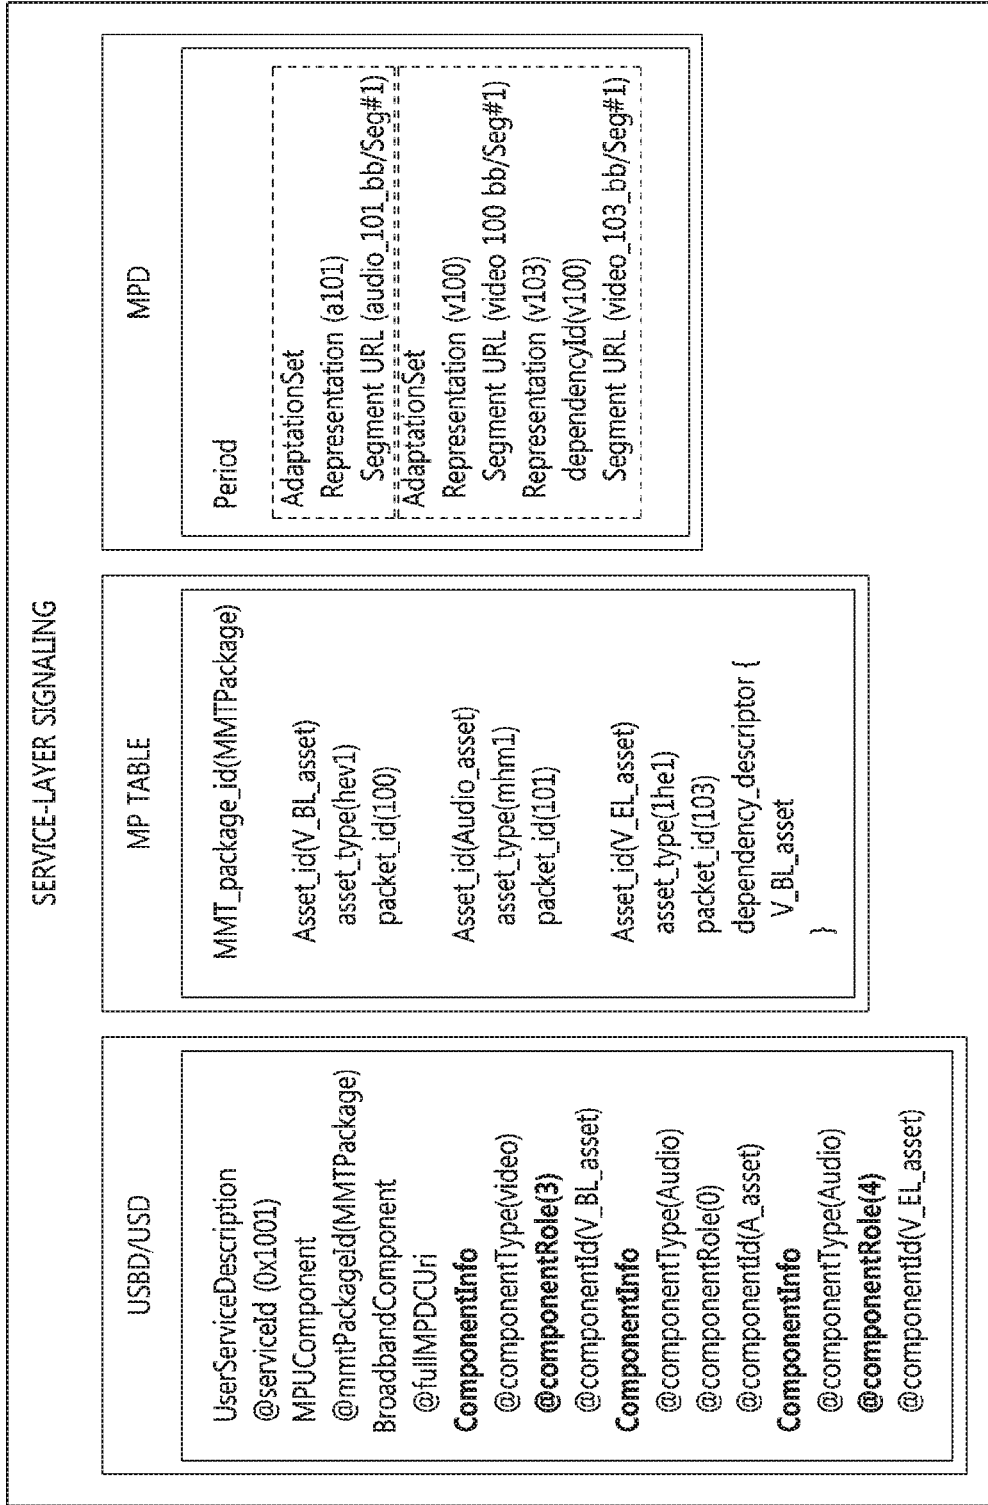 SERVICE-LAYER SIGNALING
USBD/USD
UserServiceDescription
@serviceId (0x1001)
MPUComponent
@mmtPackageId(MMTPackage)
BroadbandComponent
@fullMPDCUri
ComponentInfo
@componentType(video)
@componentRole(3)
@componentId(V_BL_asset)
ComponentInfo
@componentType(Audio)
@componentRole(0)
@componentId(A_asset)
ComponentInfo
@componentType(Audio)
@componentRole(4)
@componentId(V_EL_asset)
MP TABLE
MMT_package_id(MMTPackage)
Asset_id(V_BL_asset)
asset_type(hev1)
packet_id(100)
Asset_id(Audio_asset)
asset_type(mhm1)
packet_id(101)
Asset_id(V_EL_asset)
asset_type(1he1)
packet_id(103)
dependency_descriptor {
V_BL_asset
}
MPD
Period
AdaptationSet
Representation (a101)
Segment URL (audio_101_bb/Seg#1)
AdaptationSet
Representation (v100)
Segment URL (video 100 bb/Seg#1)
Representation (v103)
dependencyId(v100)
Segment URL (video_103_bb/Seg#1)